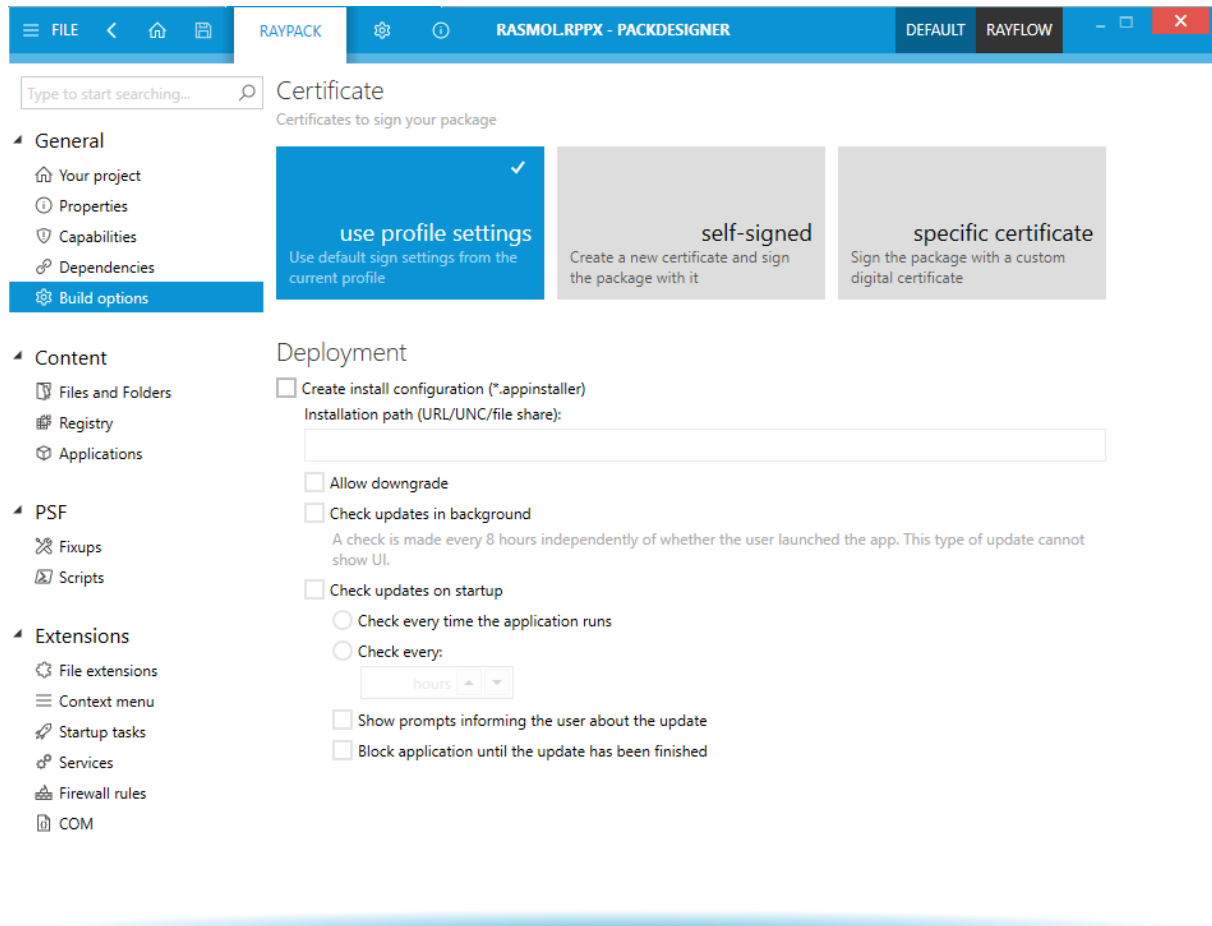 FILE
RAYPACK
RASMOL.RPPX - PACKDESIGNER
DEFAULT
RAYFLOW
Type to start searching...
General
Your project
Properties
Capabilities
Dependencies
Build options
Content
Files and Folders
Registry
Applications
PSF
Fixups
Scripts
Extensions
File extensions
Context menu
Startup tasks
Services
Firewall rules
COM
Certificate
Certificates to sign your package
use profile settings
Use default sign settings from the
current profile
self-signed
Create a new certificate and sign
the package with it
specific certificate
Sign the package with a custom
digital certificate
Deployment
Create install configuration (*.appinstaller)
Installation path (URL/UNC/file share):
Allow downgrade
Check updates in background
A check is made every 8 hours independently of whether the user launched the app. This type of update cannot
show UI.
Check updates on startup
Check every time the application runs
Check every:
hours
Show prompts informing the user about the update
Block application until the update has been finished